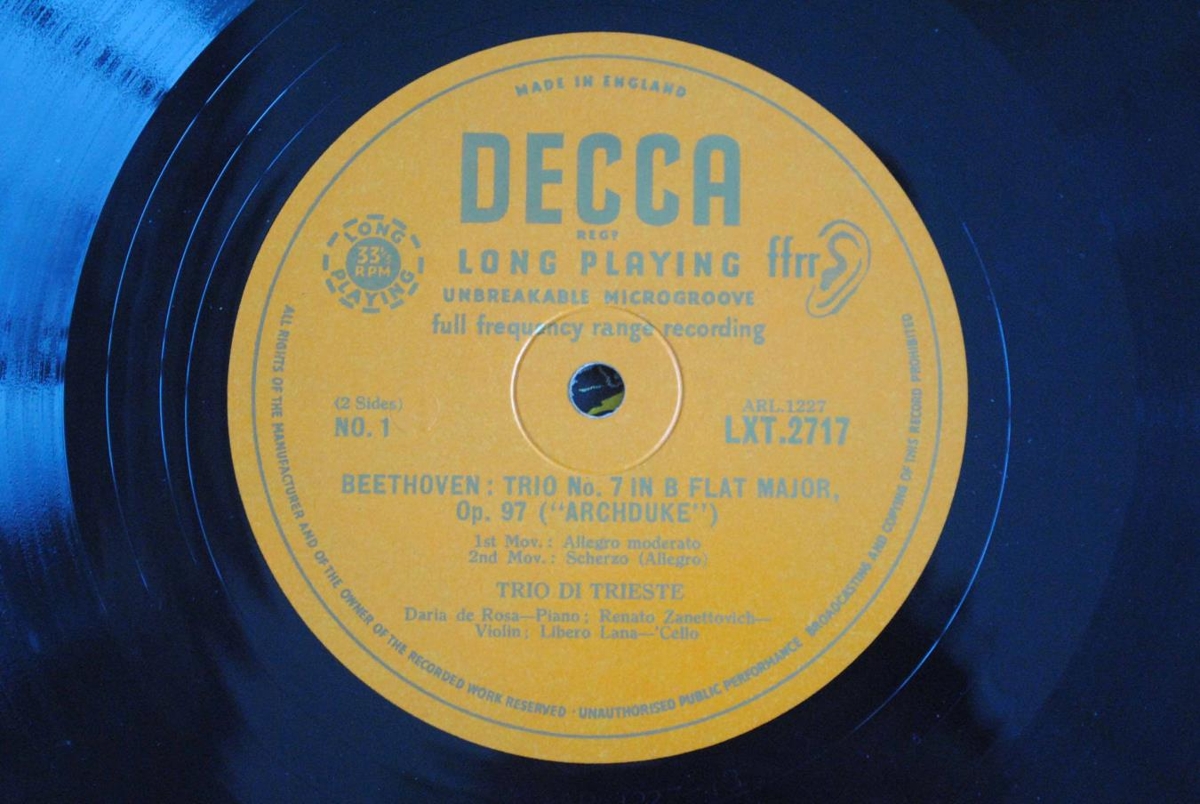 MADE IN ENGLAND
DECCA
REGD
LONG PLAYING
33⅓ RPM
LONG PLAYING
ffrr
UNBREAKABLE MICROGROOVE
full frequency range recording
(2 Sides)
NO. 1
ARL.1227
LXT.2717
BEETHOVEN : TRIO No. 7 IN B FLAT MAJOR,
Op. 97 ("ARCHDUKE")
1st Mov. : Allegro moderato
2nd Mov. : Scherzo (Allegro)
TRIO DI TRIESTE
Daria de Rosa—Piano ; Renato Zanettovich—
Violin ; Libero Lana—'Cello
ALL RIGHTS OF THE MANUFACTURER AND OF THE OWNER OF THE RECORDED WORK RESERVED · UNAUTHORISED PUBLIC PERFORMANCE BROADCASTING AND COPYING OF THIS RECORD PROHIBITED